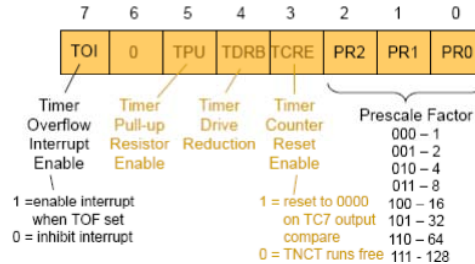 7 6 5 4 3 2 1 0
TOI 0 TPU TDRB TCRE PR2 PR1 PR0
Timer
Overflow
Interrupt
Enable
1 =enable interrupt
when TOF set
0 = inhibit interrupt
Timer
Pull-up
Resistor
Enable
Timer
Drive
Reduction
Timer
Counter
Reset
Enable
1 = reset to 0000
on TC7 output
compare
0 = TNCT runs free
Prescale Factor
000 – 1
001 – 2
010 – 4
011 – 8
100 – 16
101 – 32
110 – 64
111 - 128